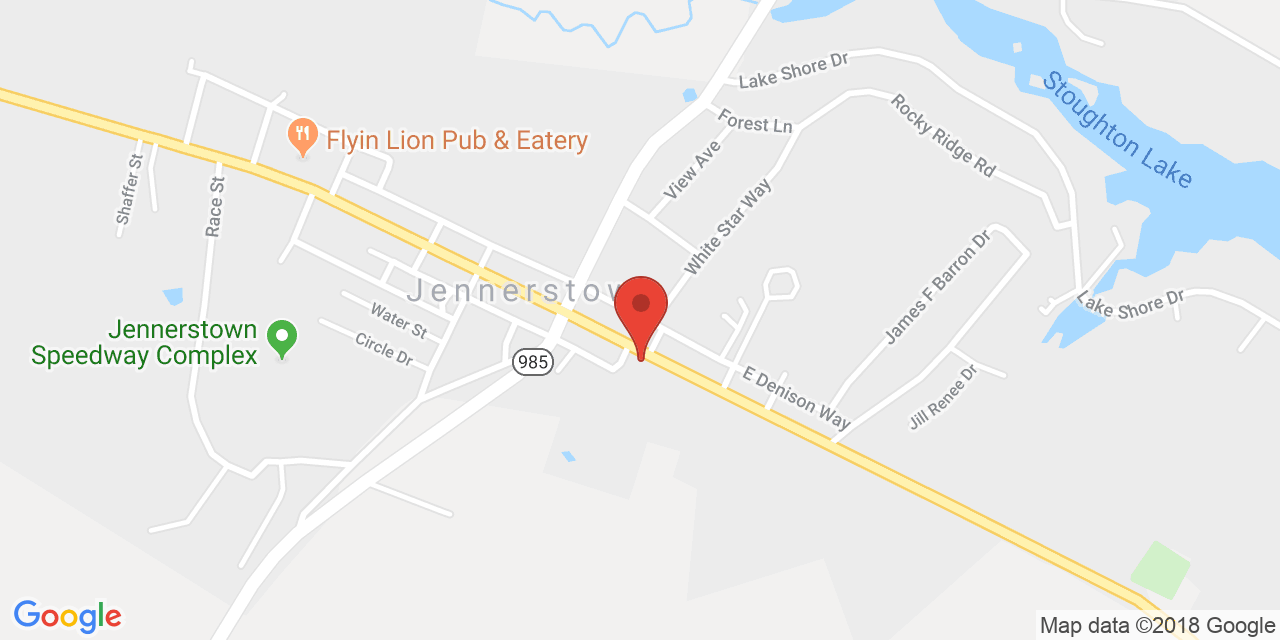 Lake Shore Dr
Forest Ln
Rocky Ridge Rd
Stoughton Lake
Flyin Lion Pub & Eatery
View Ave
Shaffer St
Race St
White Star Way
James F Barron Dr
Jennerstow
Lake Shore Dr
Water St
Circle Dr
Jennerstown
Speedway Complex
985
E Denison Way
Jill Renee Dr
Google
Map data ©2018 Google